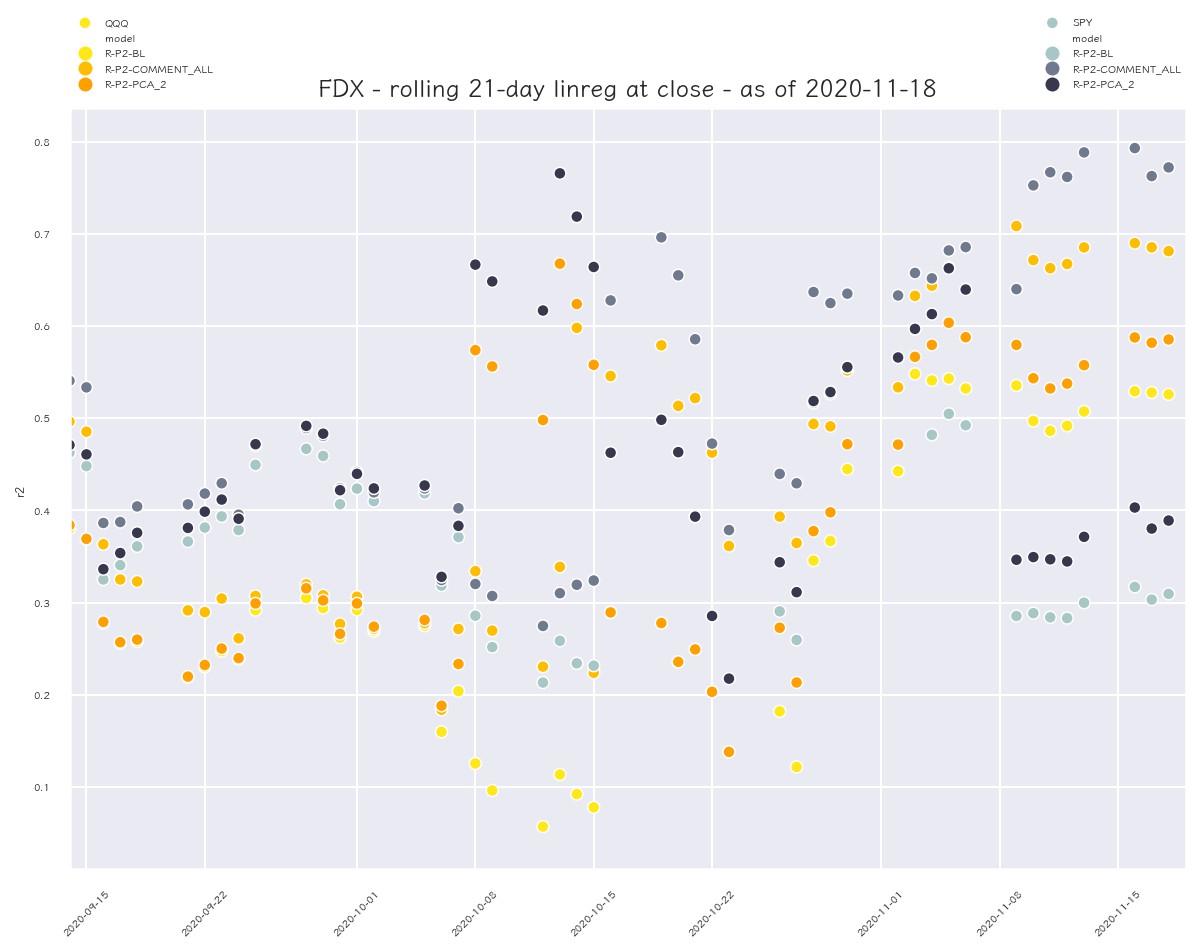 QQQ
model
R-P2-BL
R-P2-COMMENT_ALL
R-P2-PCA_2
SPY
model
R-P2-BL
R-P2-COMMENT_ALL
R-P2-PCA_2
FDX - rolling 21-day linreg at close - as of 2020-11-18
r2
0.8
0.7
0.6
0.5
0.4
0.3
0.2
0.1
2020-09-15
2020-09-22
2020-10-01
2020-10-08
2020-10-15
2020-10-22
2020-11-01
2020-11-08
2020-11-15